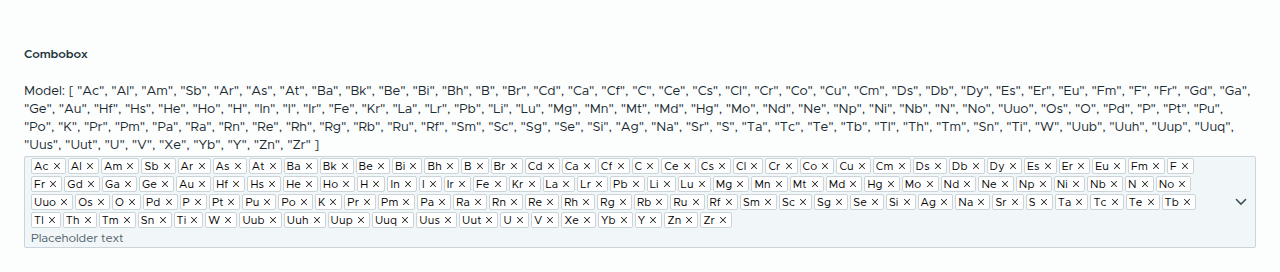 Combobox
Model: [ "Ac", "Al", "Am", "Sb", "Ar", "As", "At", "Ba", "Bk", "Be", "Bi", "Bh", "B", "Br", "Cd", "Ca", "Cf", "C", "Ce", "Cs", "Cl", "Cr", "Co", "Cu", "Cm", "Ds", "Db", "Dy", "Es", "Er", "Eu", "Fm", "F", "Fr", "Gd", "Ga",
"Ge", "Au", "Hf", "Hs", "He", "Ho", "H", "In", "I", "Ir", "Fe", "Kr", "La", "Lr", "Pb", "Li", "Lu", "Mg", "Mn", "Mt", "Md", "Hg", "Mo", "Nd", "Ne", "Np", "Ni", "Nb", "N", "No", "Uuo", "Os", "O", "Pd", "P", "Pt", "Pu",
"Po", "K", "Pr", "Pm", "Pa", "Ra", "Rn", "Re", "Rh", "Rg", "Rb", "Ru", "Rf", "Sm", "Sc", "Sg", "Se", "Si", "Ag", "Na", "Sr", "S", "Ta", "Tc", "Te", "Tb", "Tl", "Th", "Tm", "Sn", "Ti", "W", "Uub", "Uuh", "Uup", "Uuq",
"Uus", "Uut", "U", "V", "Xe", "Yb", "Y", "Zn", "Zr" ]
Ac × Al × Am × Sb × Ar × As × At × Ba × Bk × Be × Bi × Bh × B × Br × Cd × Ca × Cf × C × Ce × Cs × Cl × Cr × Co × Cu × Cm × Ds × Db × Dy × Es × Er × Eu × Fm × F ×
Fr × Gd × Ga × Ge × Au × Hf × Hs × He × Ho × H × In × I × Ir × Fe × Kr × La × Lr × Pb × Li × Lu × Mg × Mn × Mt × Md × Hg × Mo × Nd × Ne × Np × Ni × Nb × N × No ×
Uuo × Os × O × Pd × P × Pt × Pu × Po × K × Pr × Pm × Pa × Ra × Rn × Re × Rh × Rg × Rb × Ru × Rf × Sm × Sc × Sg × Se × Si × Ag × Na × Sr × S × Ta × Tc × Te × Tb ×
Tl × Th × Tm × Sn × Ti × W × Uub × Uuh × Uup × Uuq × Uus × Uut × U × V × Xe × Yb × Y × Zn × Zr ×
Placeholder text